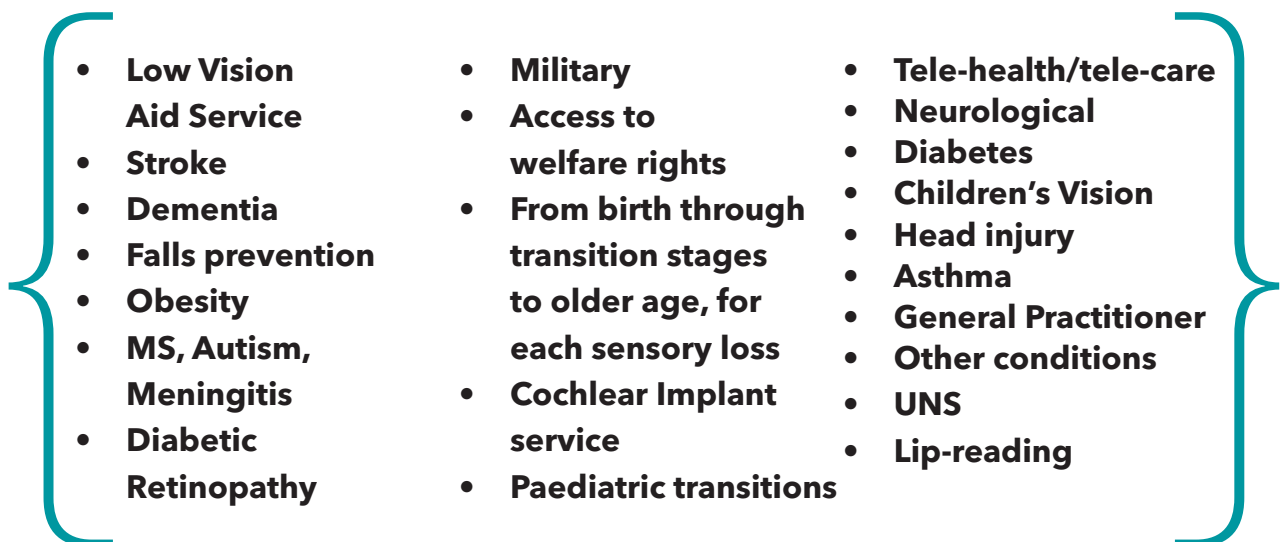 • Low Vision
Aid Service
• Stroke
• Dementia
• Falls prevention
• Obesity
• MS, Autism,
Meningitis
• Diabetic
Retinopathy
• Military
• Access to
welfare rights
• From birth through
transition stages
to older age, for
each sensory loss
• Cochlear Implant
service
• Paediatric transitions
• Tele-health/tele-care
• Neurological
• Diabetes
• Children’s Vision
• Head injury
• Asthma
• General Practitioner
• Other conditions
• UNS
• Lip-reading